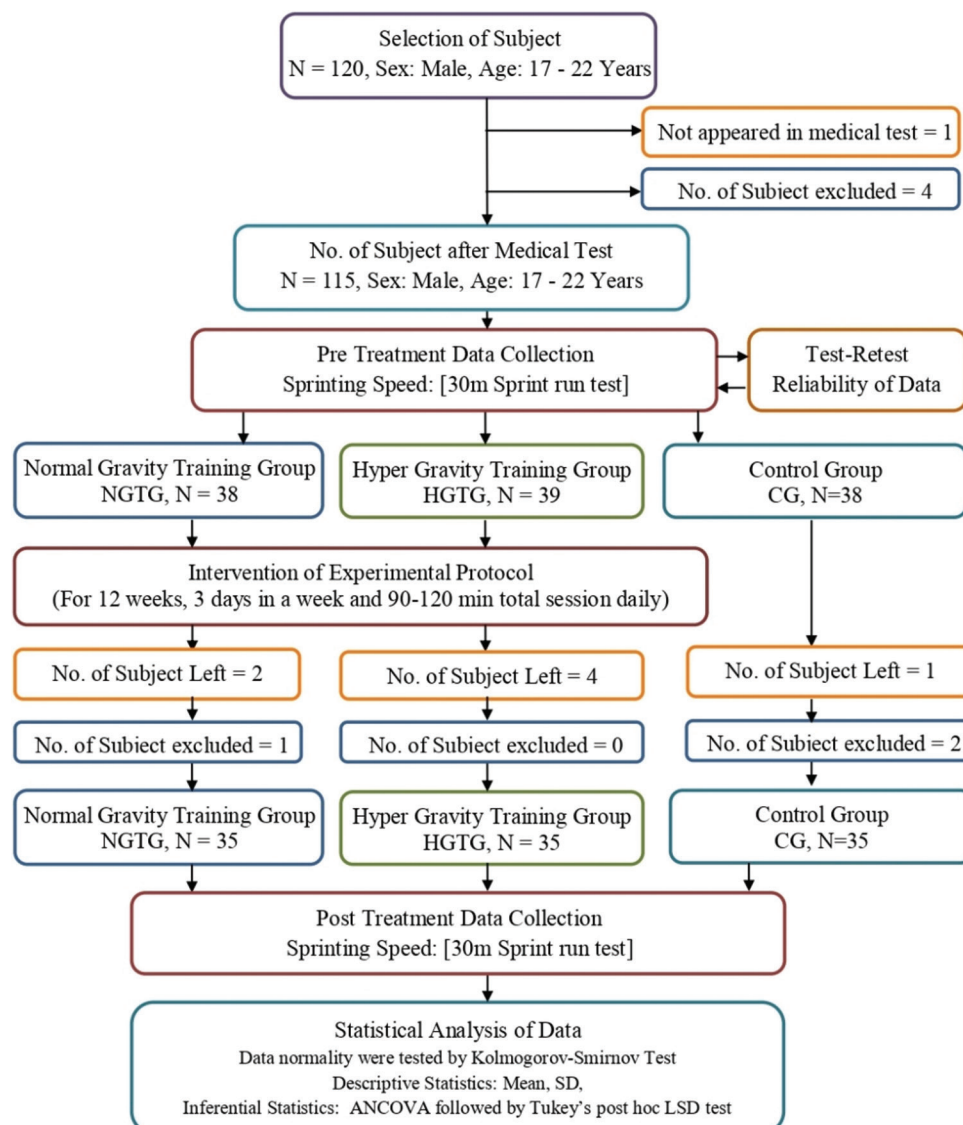 Selection of Subject
N = 120, Sex: Male, Age: 17 - 22 Years
Not appeared in medical test = 1
No. of Subject excluded = 4
No. of Subject after Medical Test
N = 115, Sex: Male, Age: 17 - 22 Years
Pre Treatment Data Collection
Sprinting Speed: [30m Sprint run test]
Test-Retest
Reliability of Data
Normal Gravity Training Group
NGTG, N = 38
Hyper Gravity Training Group
HGTG, N = 39
Control Group
CG, N=38
Intervention of Experimental Protocol
(For 12 weeks, 3 days in a week and 90-120 min total session daily)
No. of Subject Left = 2
No. of Subject Left = 4
No. of Subject Left = 1
No. of Subject excluded = 1
No. of Subject excluded = 0
No. of Subject excluded = 2
Normal Gravity Training Group
NGTG, N = 35
Hyper Gravity Training Group
HGTG, N = 35
Control Group
CG, N=35
Post Treatment Data Collection
Sprinting Speed: [30m Sprint run test]
Statistical Analysis of Data
Data normality were tested by Kolmogorov-Smirnov Test
Descriptive Statistics: Mean, SD,
Inferential Statistics: ANCOVA followed by Tukey's post hoc LSD test